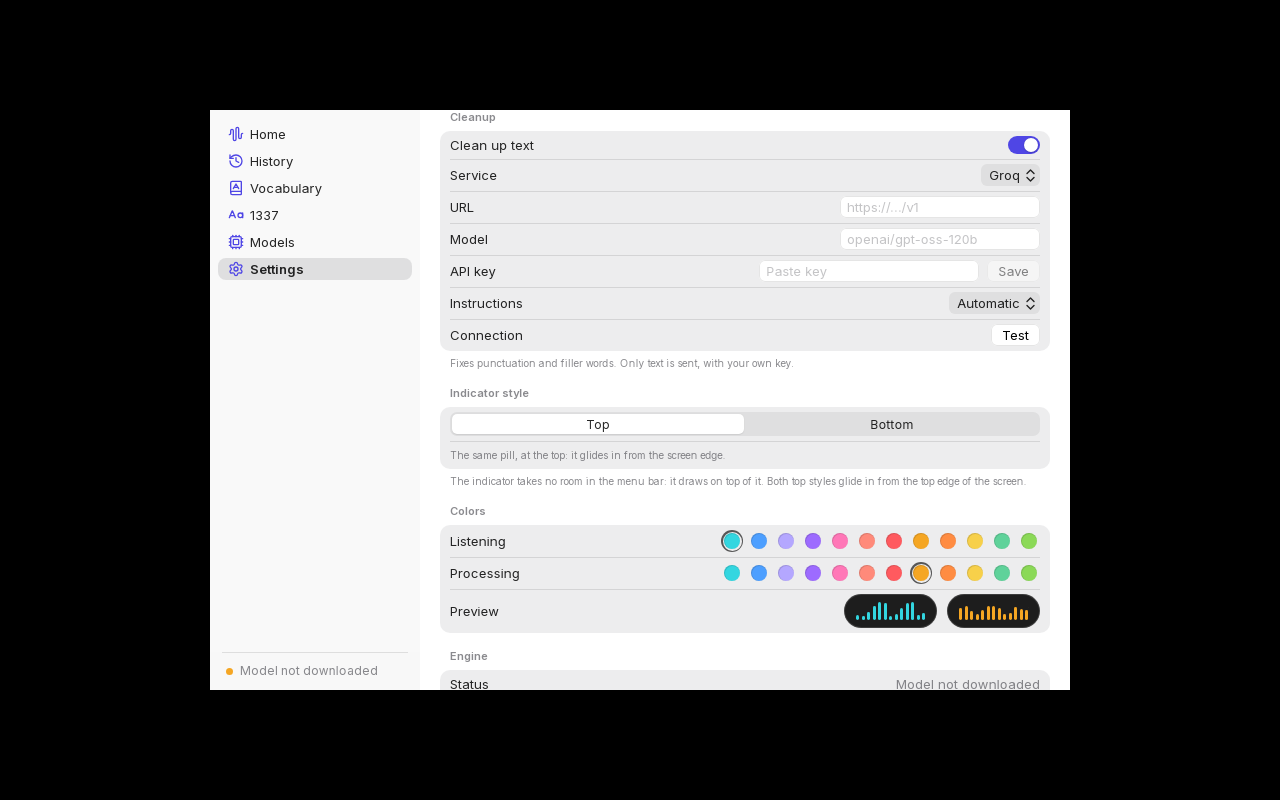 Home
History
Vocabulary
1337
Models
Settings
Model not downloaded
Cleanup
Clean up text
Service Groq
URL https://.../v1
Model openai/gpt-oss-120b
API key Paste key Save
Instructions Automatic
Connection Test
Fixes punctuation and filler words. Only text is sent, with your own key.
Indicator style
Top Bottom
The same pill, at the top: it glides in from the screen edge.
The indicator takes no room in the menu bar: it draws on top of it. Both top styles glide in from the top edge of the screen.
Colors
Listening
Processing
Preview
Engine
Status Model not downloaded